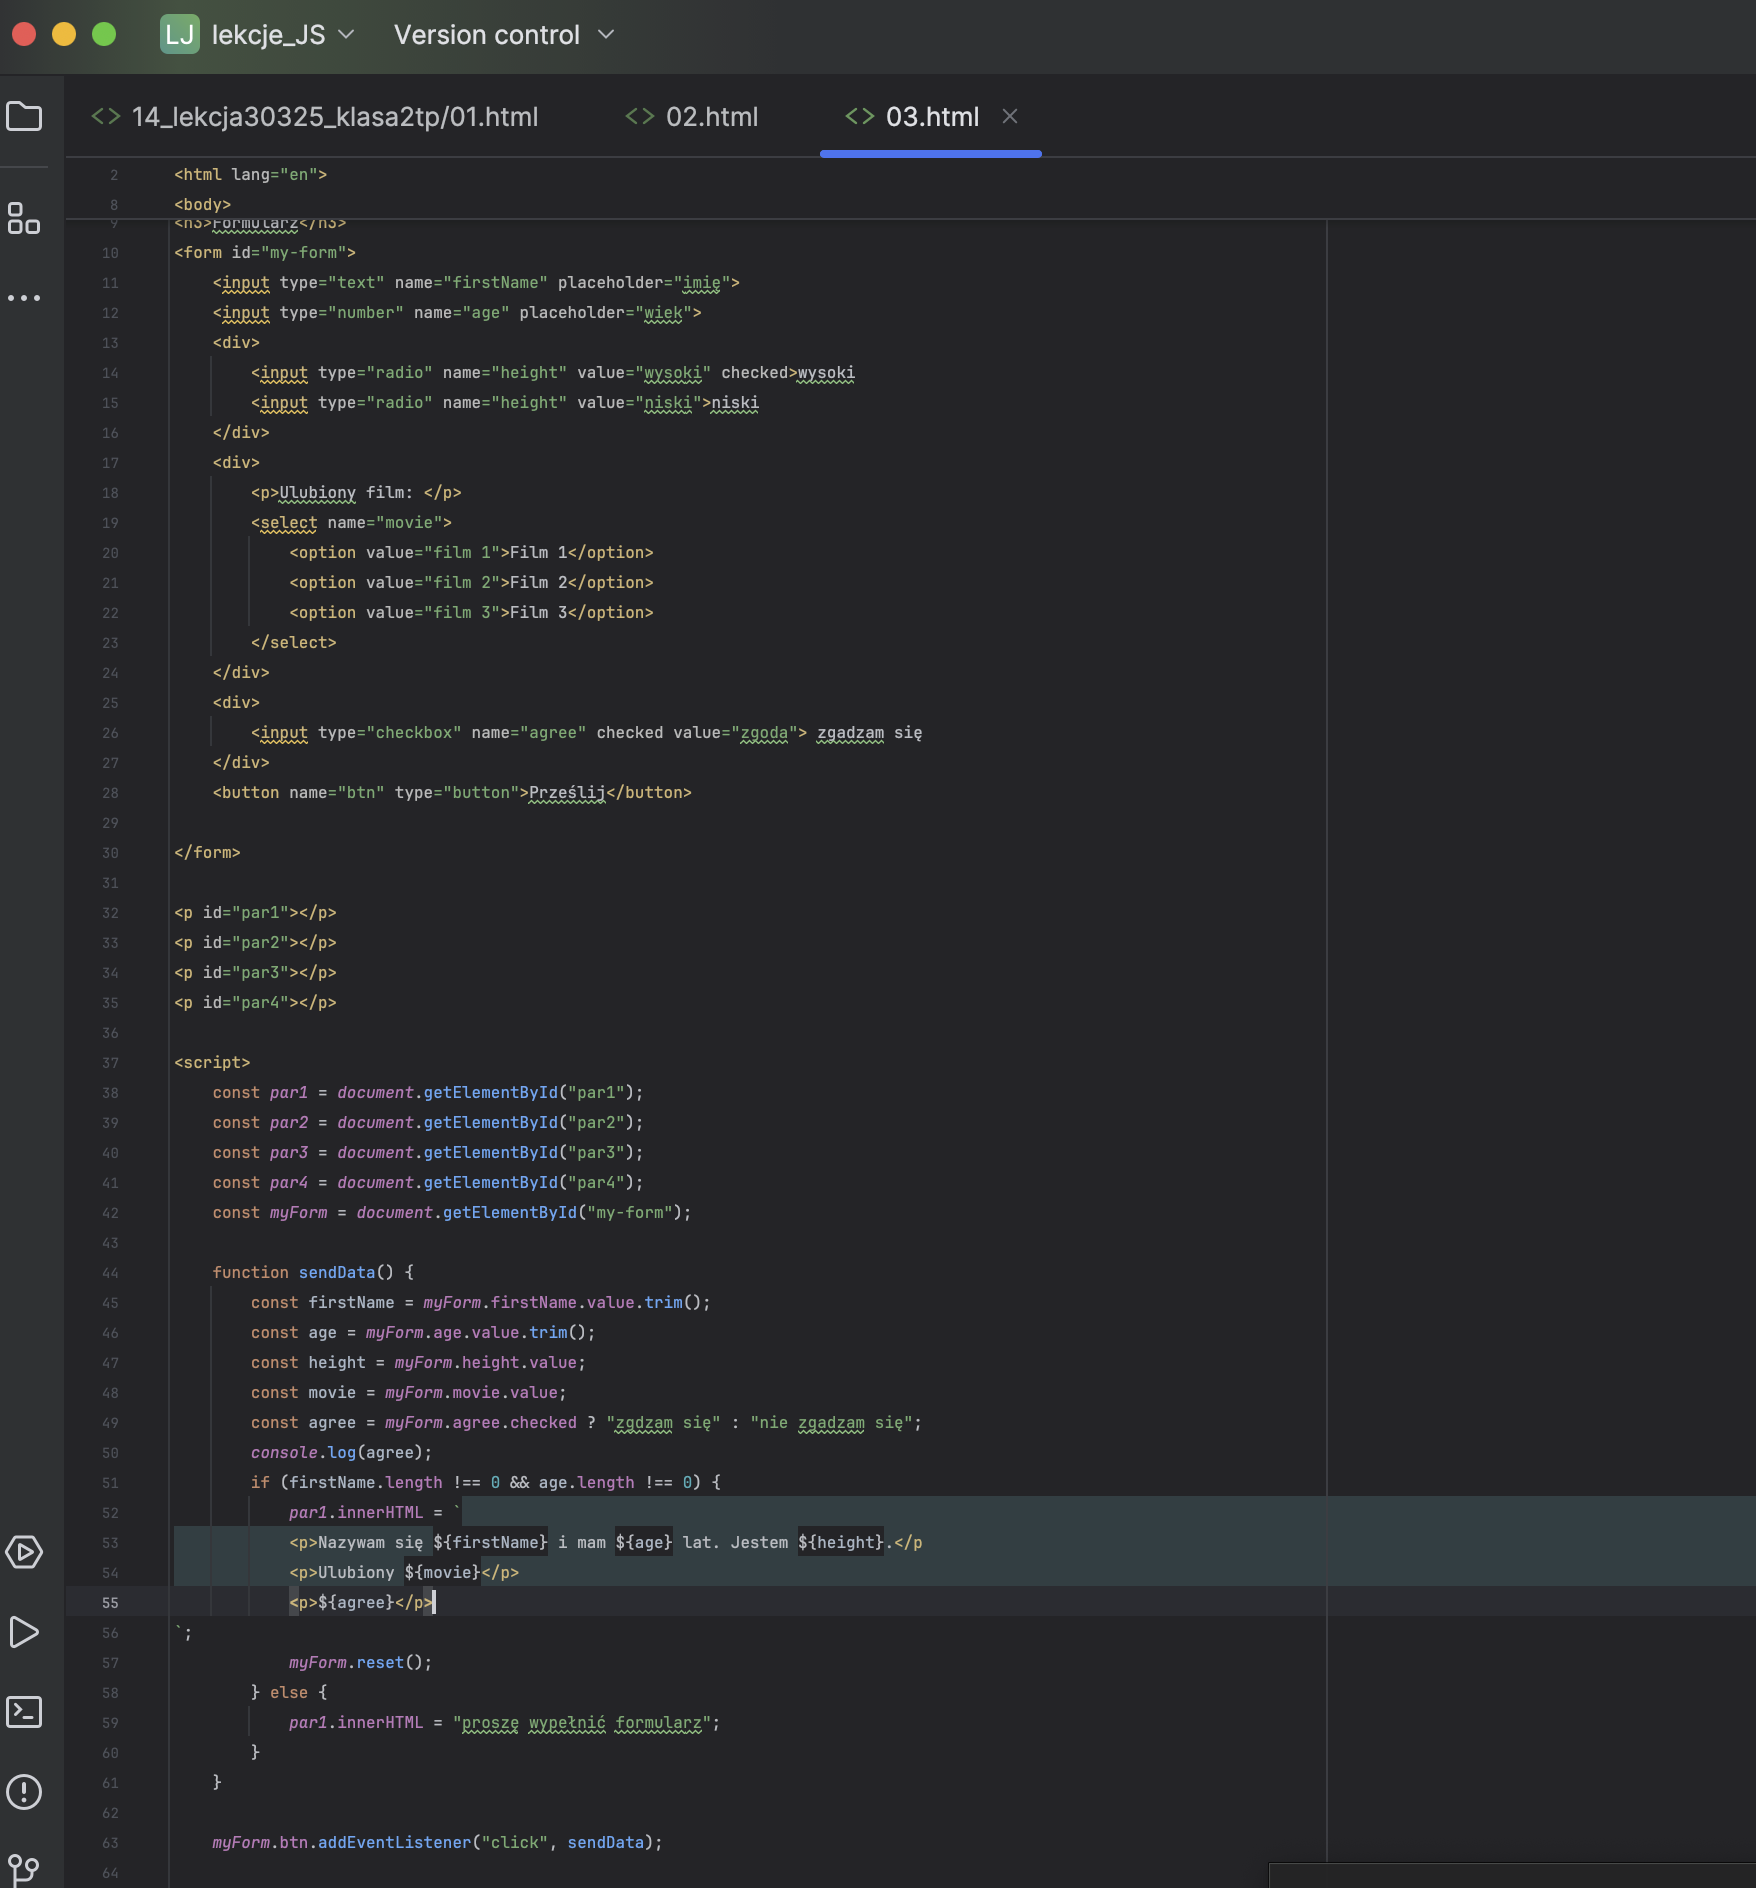 LJ lekcje_JS Version control
14_lekcja30325_klasa2tp/01.html 02.html 03.html
2 <html lang="en">
8 <body>
9 <h3>Formularz</h3>
10 <form id="my-form">
11 <input type="text" name="firstName" placeholder="imię">
12 <input type="number" name="age" placeholder="wiek">
13 <div>
14 <input type="radio" name="height" value="wysoki" checked>wysoki
15 <input type="radio" name="height" value="niski">niski
16 </div>
17 <div>
18 <p>Ulubiony film: </p>
19 <select name="movie">
20 <option value="film 1">Film 1</option>
21 <option value="film 2">Film 2</option>
22 <option value="film 3">Film 3</option>
23 </select>
24 </div>
25 <div>
26 <input type="checkbox" name="agree" checked value="zgoda"> zgadzam się
27 </div>
28 <button name="btn" type="button">Prześlij</button>
29
30 </form>
31
32 <p id="par1"></p>
33 <p id="par2"></p>
34 <p id="par3"></p>
35 <p id="par4"></p>
36
37 <script>
38 const par1 = document.getElementById("par1");
39 const par2 = document.getElementById("par2");
40 const par3 = document.getElementById("par3");
41 const par4 = document.getElementById("par4");
42 const myForm = document.getElementById("my-form");
43
44 function sendData() {
45 const firstName = myForm.firstName.value.trim();
46 const age = myForm.age.value.trim();
47 const height = myForm.height.value;
48 const movie = myForm.movie.value;
49 const agree = myForm.agree.checked ? "zgdzam się" : "nie zgadzam się";
50 console.log(agree);
51 if (firstName.length !== 0 && age.length !== 0) {
52 par1.innerHTML = `
53 <p>Nazywam się ${firstName} i mam ${age} lat. Jestem ${height}.</p
54 <p>Ulubiony ${movie}</p>
55 <p>${agree}</p>
56 `;
57 myForm.reset();
58 } else {
59 par1.innerHTML = "proszę wypełnić formularz";
60 }
61 }
62
63 myForm.btn.addEventListener("click", sendData);
64